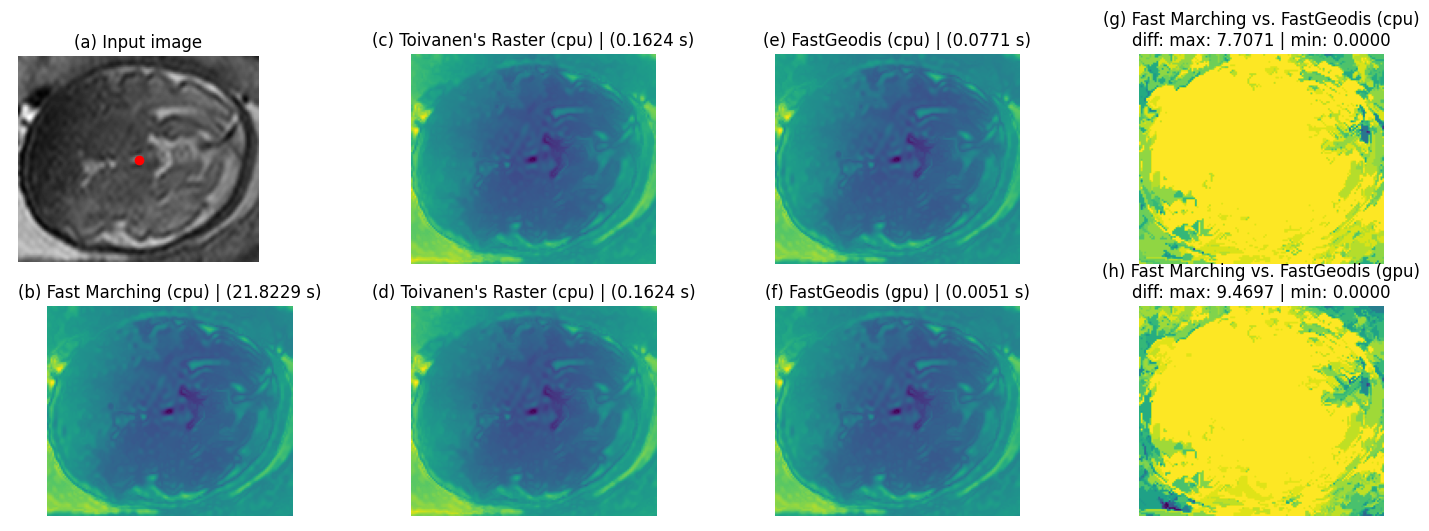 (a) Input image
(c) Toivanen's Raster (cpu) | (0.1624 s)
(e) FastGeodis (cpu) | (0.0771 s)
(g) Fast Marching vs. FastGeodis (cpu)
diff: max: 7.7071 | min: 0.0000
(b) Fast Marching (cpu) | (21.8229 s)
(d) Toivanen's Raster (cpu) | (0.1624 s)
(f) FastGeodis (gpu) | (0.0051 s)
(h) Fast Marching vs. FastGeodis (gpu)
diff: max: 9.4697 | min: 0.0000